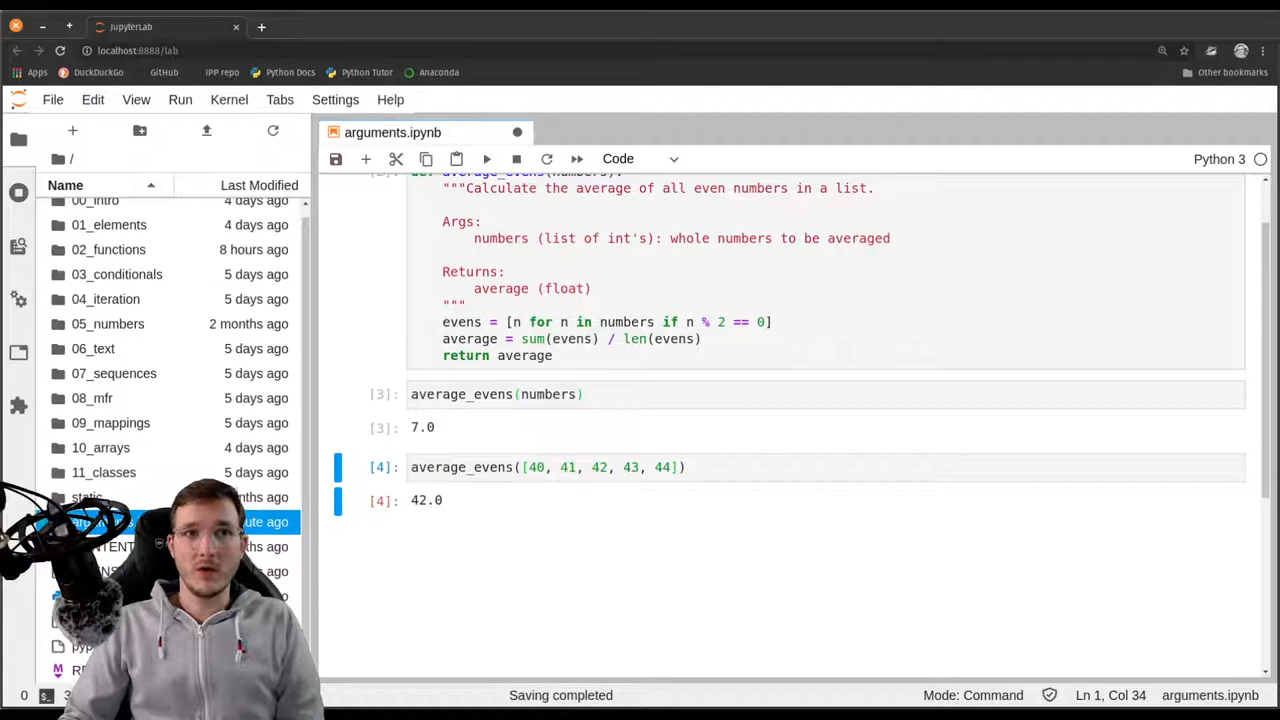 JupyterLab
localhost:8888/lab
Apps DuckDuckGo GitHub IPP repo Python Docs Python Tutor Anaconda Other bookmarks
File Edit View Run Kernel Tabs Settings Help
arguments.ipynb
/
Code Python 3
Name Last Modified
00_intro 4 days ago
01_elements 4 days ago
02_functions 8 hours ago
03_conditionals 5 days ago
04_iteration 5 days ago
05_numbers 2 months ago
06_text 5 days ago
07_sequences 5 days ago
08_mfr 5 days ago
09_mappings 5 days ago
10_arrays 4 days ago
11_classes 5 days ago
static
ago
ago
ago
[2]: def average_evens(numbers):
"""Calculate the average of all even numbers in a list.
Args:
numbers (list of int's): whole numbers to be averaged
Returns:
average (float)
"""
evens = [n for n in numbers if n % 2 == 0]
average = sum(evens) / len(evens)
return average
[3]: average_evens(numbers)
[3]: 7.0
[4]: average_evens([40, 41, 42, 43, 44])
[4]: 42.0
0 $_ 3 Saving completed Mode: Command Ln 1, Col 34 arguments.ipynb